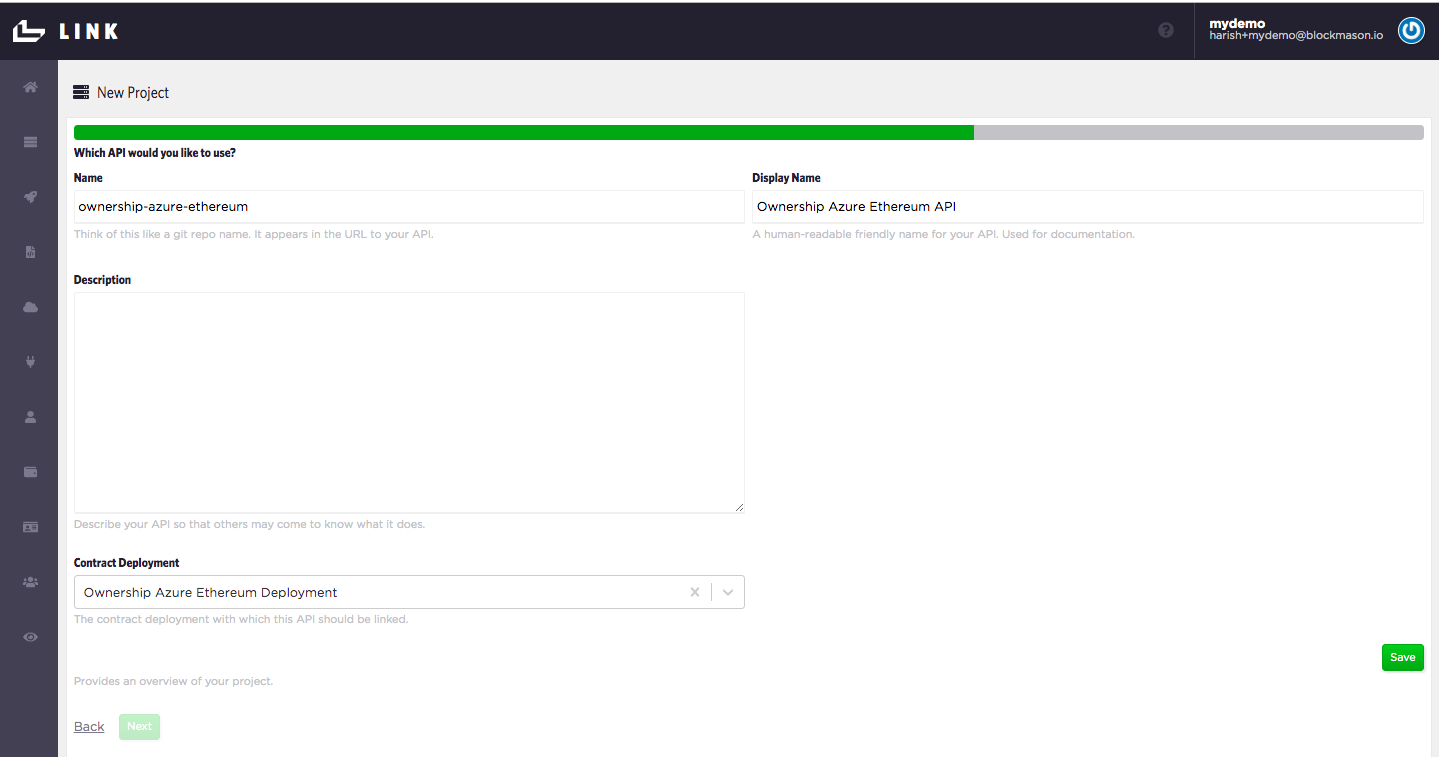 LINK
mydemo
harish+mydemo@blockmason.io
New Project
Which API would you like to use?
Name
Display Name
ownership-azure-ethereum
Ownership Azure Ethereum API
Think of this like a git repo name. It appears in the URL to your API.
A human-readable friendly name for your API. Used for documentation.
Description
Describe your API so that others may come to know what it does.
Contract Deployment
Ownership Azure Ethereum Deployment
The contract deployment with which this API should be linked.
Save
Provides an overview of your project.
Back
Next